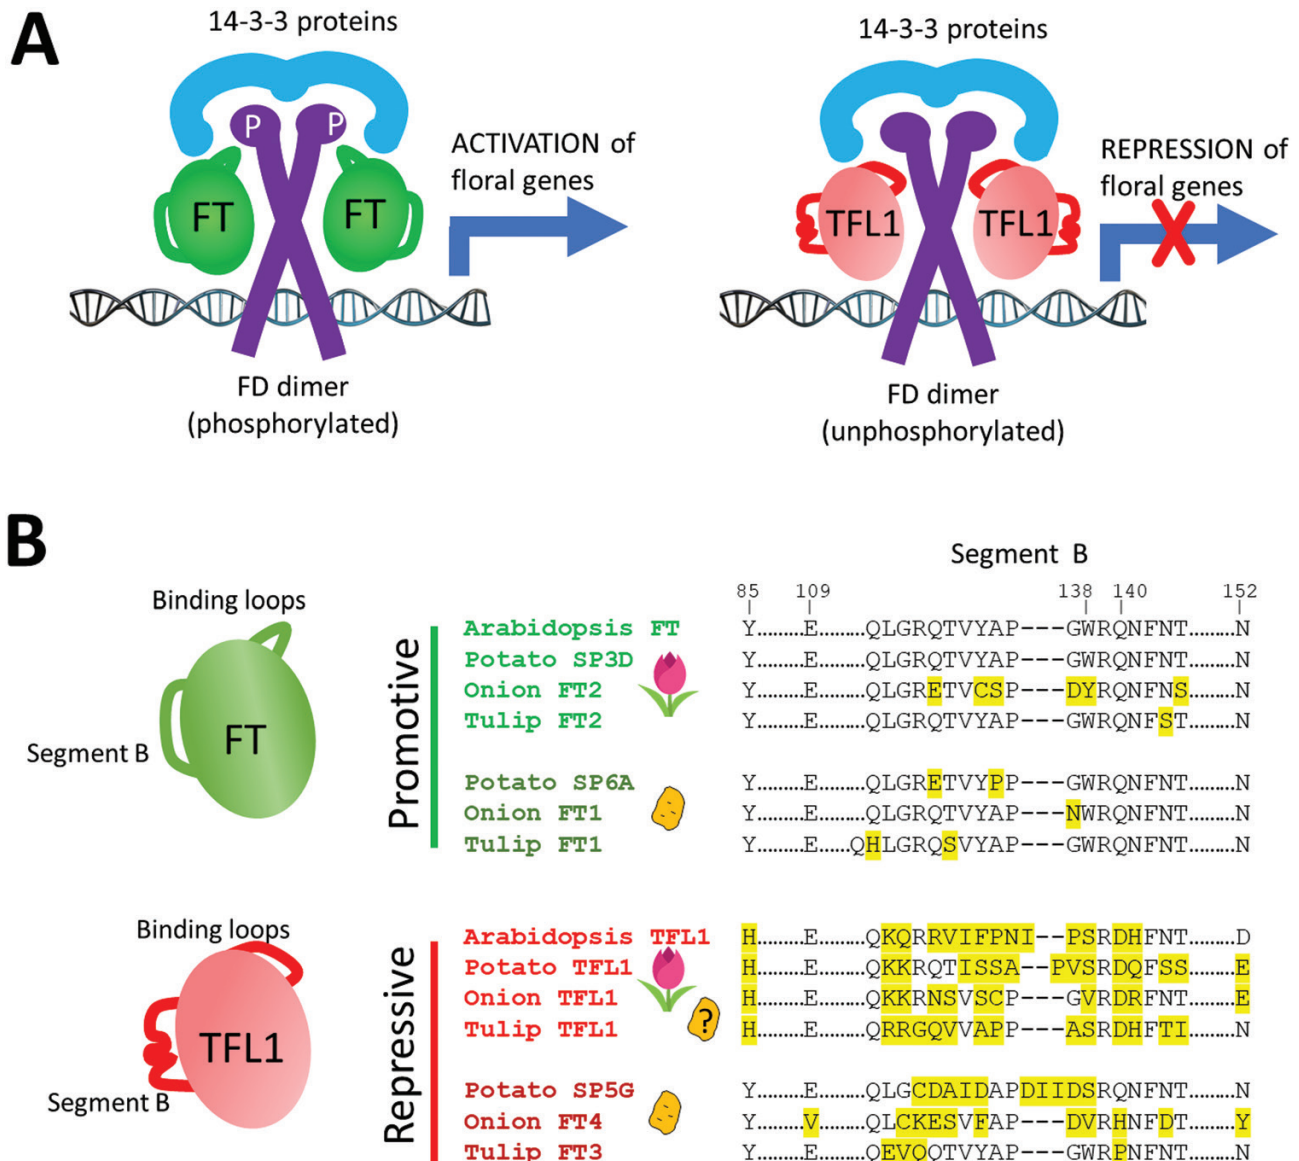 A
14-3-3 proteins
P P
FT FT
ACTIVATION of
floral genes
FD dimer
(phosphorylated)
14-3-3 proteins
TFL1 TFL1
REPRESSION of
floral genes
FD dimer
(unphosphorylated)
B
Binding loops
FT
Segment B
Promotive
Segment B
85 109 138 140 152
Arabidopsis FT Y........E........QLGRQTVYAP---GWRQNFNT........N
Potato SP3D Y........E........QLGRQTVYAP---GWRQNFNT........N
Onion FT2 Y........E........QLGRETVCSP---DYRQNFNS........N
Tulip FT2 Y........E........QLGRQTVYAP---GWRQNFST........N
Potato SP6A Y........E........QLGRETVYPP---GWRQNFNT........N
Onion FT1 Y........E........QLGRQTVYAP---NWRQNFNT........N
Tulip FT1 Y........E......QHLGRQSVYAP---GWRQNFNT........N
Binding loops
TFL1
Segment B
Repressive
Arabidopsis TFL1 H........E........QKQRRVIFPNI--PSRDHFNT........D
Potato TFL1 H........E........QKKRQTISSA--PVSRDQFSS........E
Onion TFL1 H........E........QKKRNSVSCP---GVRDRFNT........E
Tulip TFL1 H........E........QRRGQVVAPP---ASRDHFTI........N
?
Potato SP5G Y........E........QLGCDAIDAPDIIDSRQNFNT........N
Onion FT4 Y........V........QLCKESVFAP---DVRHNFDT........Y
Tulip FT3 Y........E........QEVQQTVYAP---GWRPNFNT........N